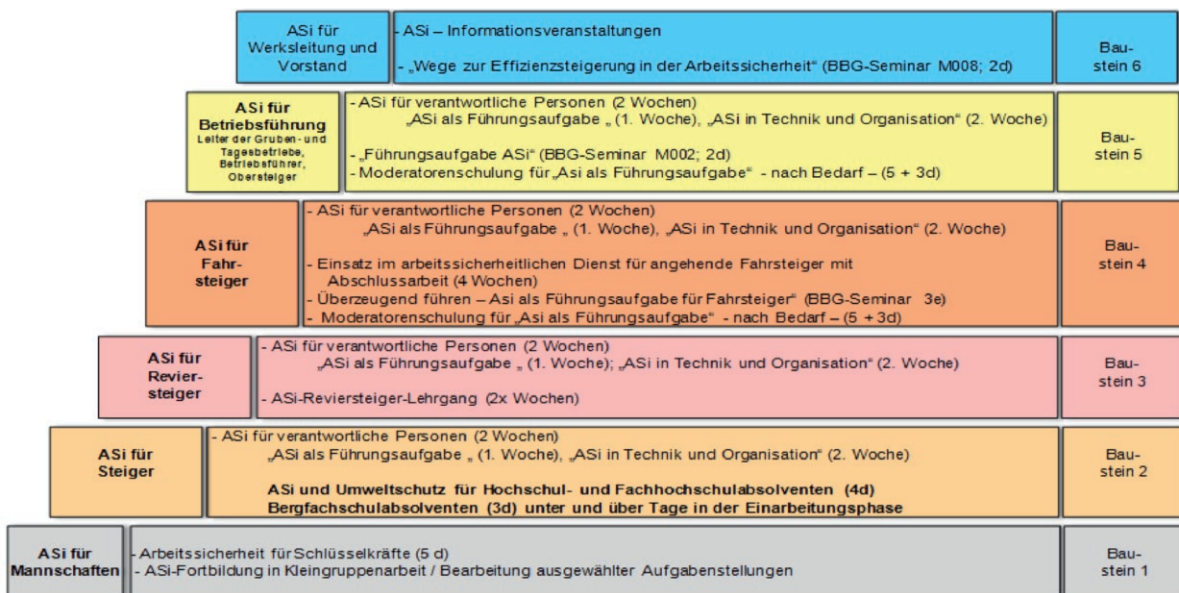 ASi für
Werksleitung und
Vorstand
- ASi – Informationsveranstaltungen
- „Wege zur Effizienzsteigerung in der Arbeitssicherheit“ (BBG-Seminar M008; 2d)
Bau-
stein 6
ASi für
Betriebsführung
Leiter der Gruben- und
Tagesbetriebe,
Betriebsführer,
Obersteiger
- ASi für verantwortliche Personen (2 Wochen)
„ASi als Führungsaufgabe „ (1. Woche), „ASi in Technik und Organisation“ (2. Woche)
- „Führungsaufgabe ASi“ (BBG-Seminar M002; 2d)
- Moderatorenschulung für „Asi als Führungsaufgabe“ - nach Bedarf – (5 + 3d)
Bau-
stein 5
ASi für
Fahr-
steiger
- ASi für verantwortliche Personen (2 Wochen)
„ASi als Führungsaufgabe „ (1. Woche), „ASi in Technik und Organisation“ (2. Woche)
- Einsatz im arbeitssicherheitlichen Dienst für angehende Fahrsteiger mit
Abschlussarbeit (4 Wochen)
- Überzeugend führen – Asi als Führungsaufgabe für Fahrsteiger“ (BBG-Seminar 3e)
- Moderatorenschulung für „Asi als Führungsaufgabe“ - nach Bedarf – (5 + 3d)
Bau-
stein 4
ASi für
Revier-
steiger
- ASi für verantwortliche Personen (2 Wochen)
„ASi als Führungsaufgabe „ (1. Woche); „ASi in Technik und Organisation“ (2. Woche)
- ASi-Reviersteiger-Lehrgang (2x Wochen)
Bau-
stein 3
ASi für
Steiger
- ASi für verantwortliche Personen (2 Wochen)
„ASi als Führungsaufgabe „ (1. Woche), „ASi in Technik und Organisation“ (2. Woche)
ASi und Umweltschutz für Hochschul- und Fachhochschulabsolventen (4d)
Bergfachschulabsolventen (3d) unter und über Tage in der Einarbeitungsphase
Bau-
stein 2
ASi für
Mannschaften
- Arbeitssicherheit für Schlüsselkräfte (5 d)
- ASi-Fortbildung in Kleingruppenarbeit / Bearbeitung ausgewählter Aufgabenstellungen
Bau-
stein 1